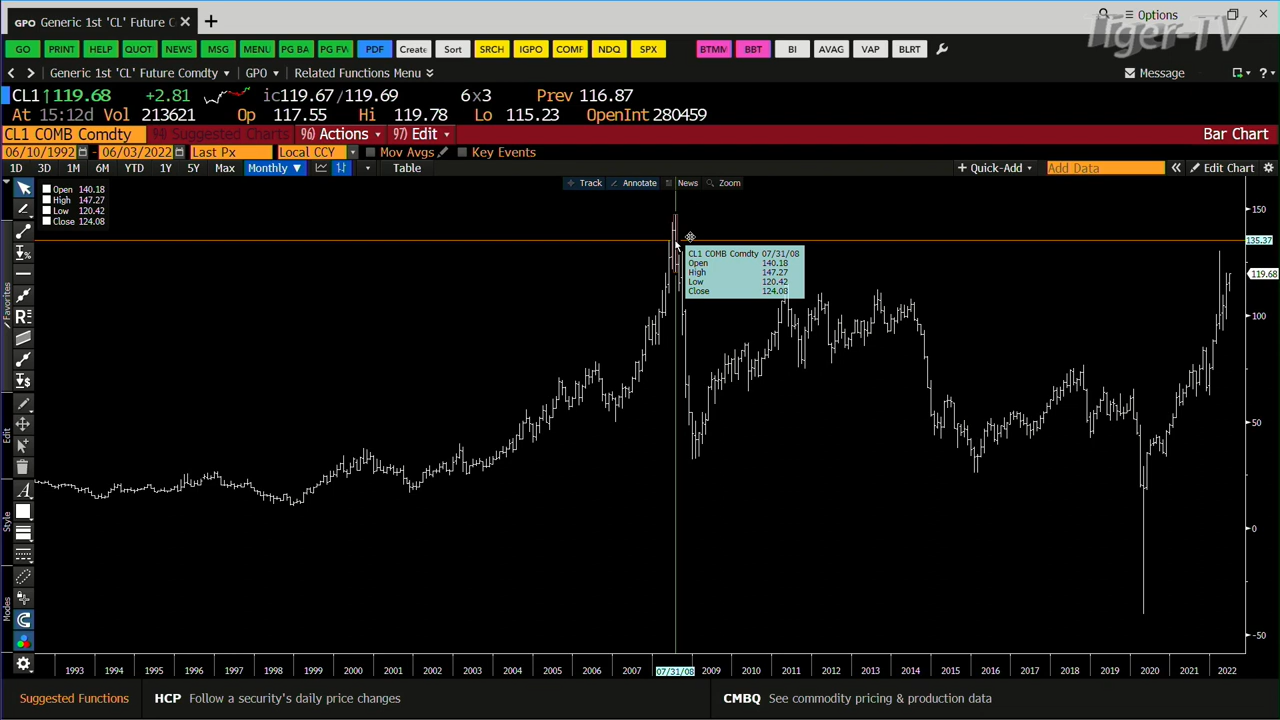 GPO Generic 1st 'CL' Future C
Options
Tiger-TV
GO PRINT HELP QUOT NEWS MSG MENU PG BA PG FW PDF Create Sort SRCH IGPO COMF NDQ SPX BTMM BBT BI AVAG VAP BLRT
Generic 1st 'CL' Future Comdty GPO Related Functions Menu Message
CL1 ↑119.68 +2.81 ic119.67/119.69 6x3 Prev 116.87
At 15:12d Vol 213621 Op 117.55 Hi 119.78 Lo 115.23 OpenInt 280459
CL1 COMB Comdty 94) Suggested Charts 96) Actions 97) Edit Bar Chart
06/10/1992 - 06/03/2022 Last Px Local CCY Mov Avgs Key Events
1D 3D 1M 6M YTD 1Y 5Y Max Monthly ▼ Table + Quick-Add Add Data « Edit Chart
Track Annotate News Zoom
Open 140.18
High 147.27
Low 120.42
Close 124.08
150
135.37
119.68
100
50
0
-50
CL1 COMB Comdty 07/31/08
Open 140.18
High 147.27
Low 120.42
Close 124.08
Favorites
Edit
Style
Modes
1993 1994 1995 1996 1997 1998 1999 2000 2001 2002 2003 2004 2005 2006 2007 07/31/08 2009 2010 2011 2012 2013 2014 2015 2016 2017 2018 2019 2020 2021 2022
Suggested Functions HCP Follow a security's daily price changes CMBQ See commodity pricing & production data